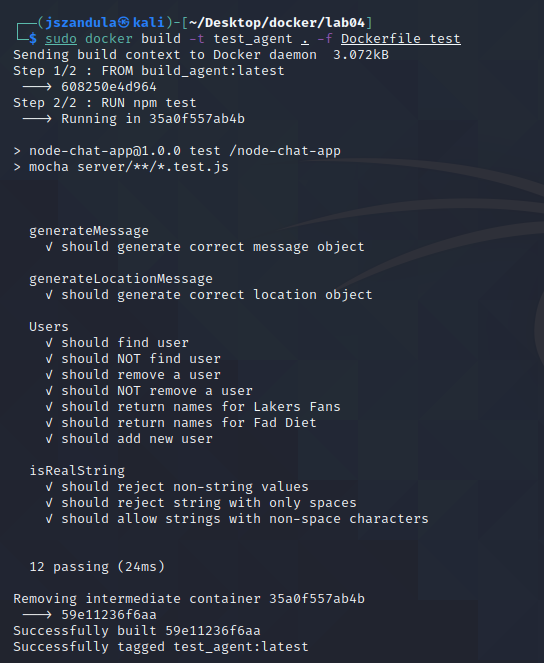 ┌──(jszandula㉿kali)-[~/Desktop/docker/lab04]
└─$ sudo docker build -t test_agent . -f Dockerfile_test
Sending build context to Docker daemon  3.072kB
Step 1/2 : FROM build_agent:latest
 ---> 608250e4d964
Step 2/2 : RUN npm test
 ---> Running in 35a0f557ab4b
> node-chat-app@1.0.0 test /node-chat-app
> mocha server/**/*.test.js
  generateMessage
    √ should generate correct message object
  generateLocationMessage
    √ should generate correct location object
  Users
    √ should find user
    √ should NOT find user
    √ should remove a user
    √ should NOT remove a user
    √ should return names for Lakers Fans
    √ should return names for Fad Diet
    √ should add new user
  isRealString
    √ should reject non-string values
    √ should reject string with only spaces
    √ should allow strings with non-space characters
  12 passing (24ms)
Removing intermediate container 35a0f557ab4b
 ---> 59e11236f6aa
Successfully built 59e11236f6aa
Successfully tagged test_agent:latest